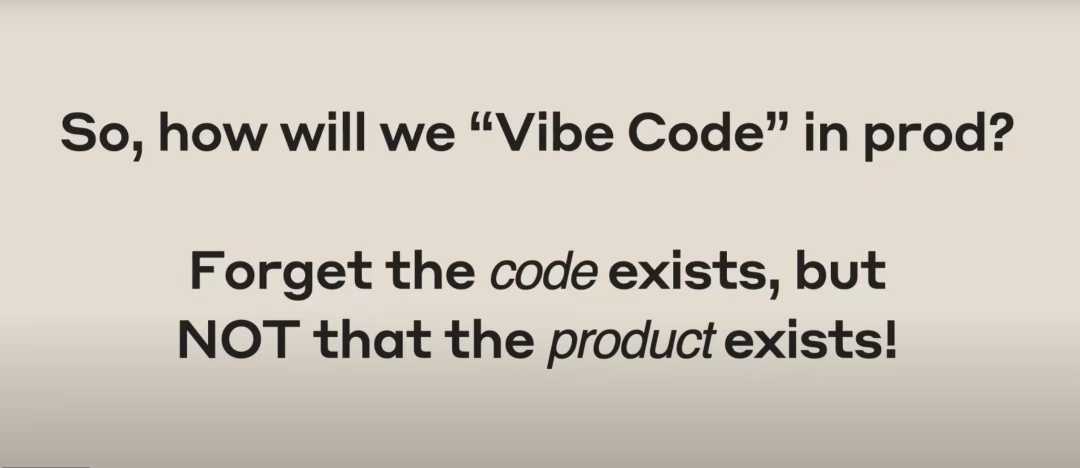 So, how will we “Vibe Code” in prod?
Forget the code exists, but
NOT that the product exists!